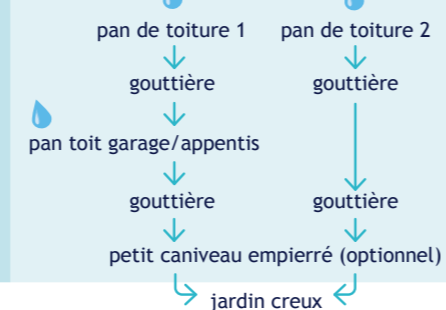 pan de toiture 1 pan de toiture 2
gouttière gouttière
pan toit garage/appentis
gouttière gouttière
petit caniveau empierré (optionnel)
jardin creux